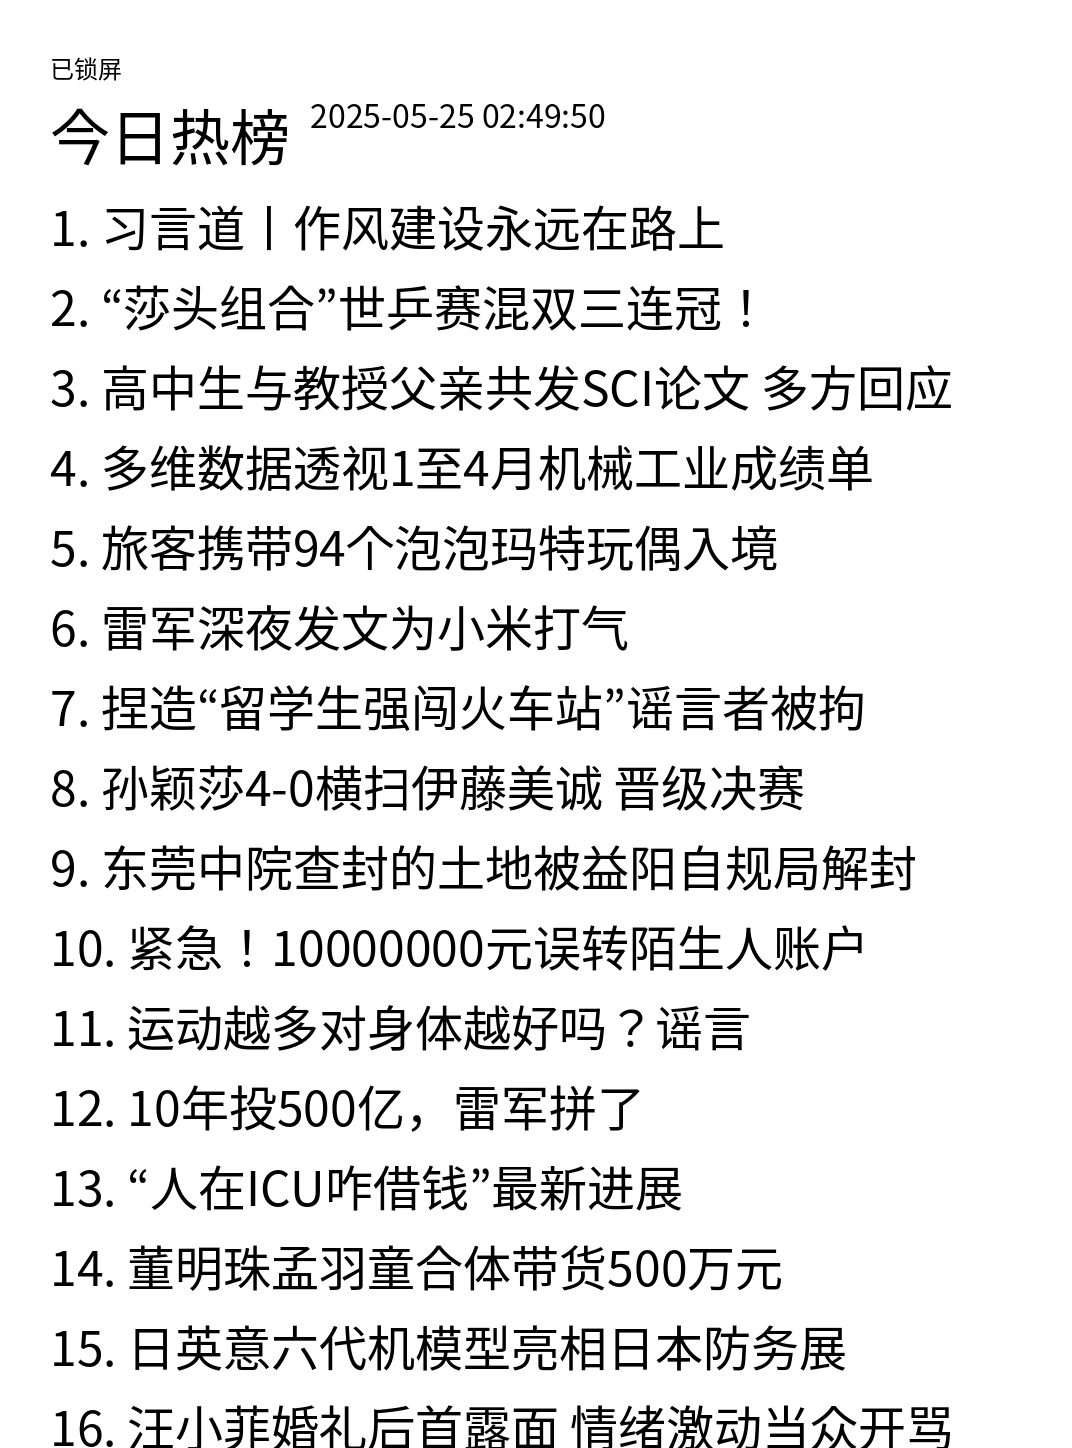 已锁屏
今日热榜 2025-05-25 02:49:50
1. 习言道丨作风建设永远在路上
2. “莎头组合”世乒赛混双三连冠！
3. 高中生与教授父亲共发SCI论文 多方回应
4. 多维数据透视1至4月机械工业成绩单
5. 旅客携带94个泡泡玛特玩偶入境
6. 雷军深夜发文为小米打气
7. 捏造“留学生强闯火车站”谣言者被拘
8. 孙颖莎4-0横扫伊藤美诚 晋级决赛
9. 东莞中院查封的土地被益阳自规局解封
10. 紧急！10000000元误转陌生人账户
11. 运动越多对身体越好吗？谣言
12. 10年投500亿，雷军拼了
13. “人在ICU咋借钱”最新进展
14. 董明珠孟羽童合体带货500万元
15. 日英意六代机模型亮相日本防务展
16. 汪小菲婚礼后首露面 情绪激动当众开骂